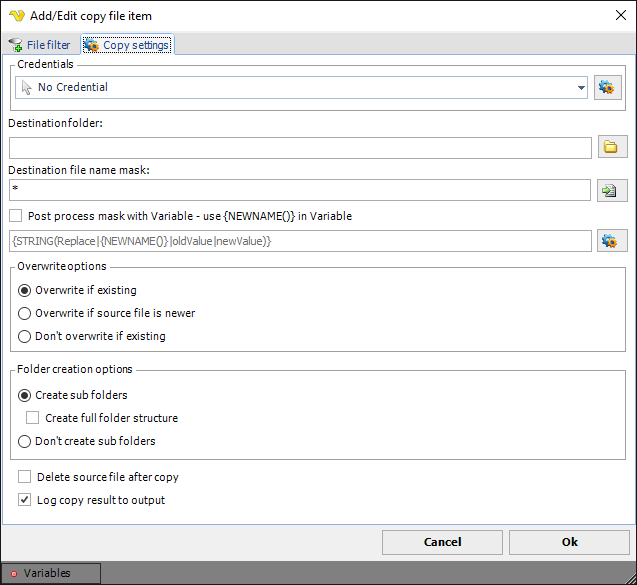 Add/Edit copy file item
File filter
Copy settings
Credentials
No Credential
Destination folder:
Destination file name mask:
*
Post process mask with Variable - use {NEWNAME()} in Variable
{STRING(Replace|{NEWNAME()}|oldValue|newValue)}
Overwrite options
Overwrite if existing
Overwrite if source file is newer
Don't overwrite if existing
Folder creation options
Create sub folders
Create full folder structure
Don't create sub folders
Delete source file after copy
Log copy result to output
Cancel
Ok
Variables